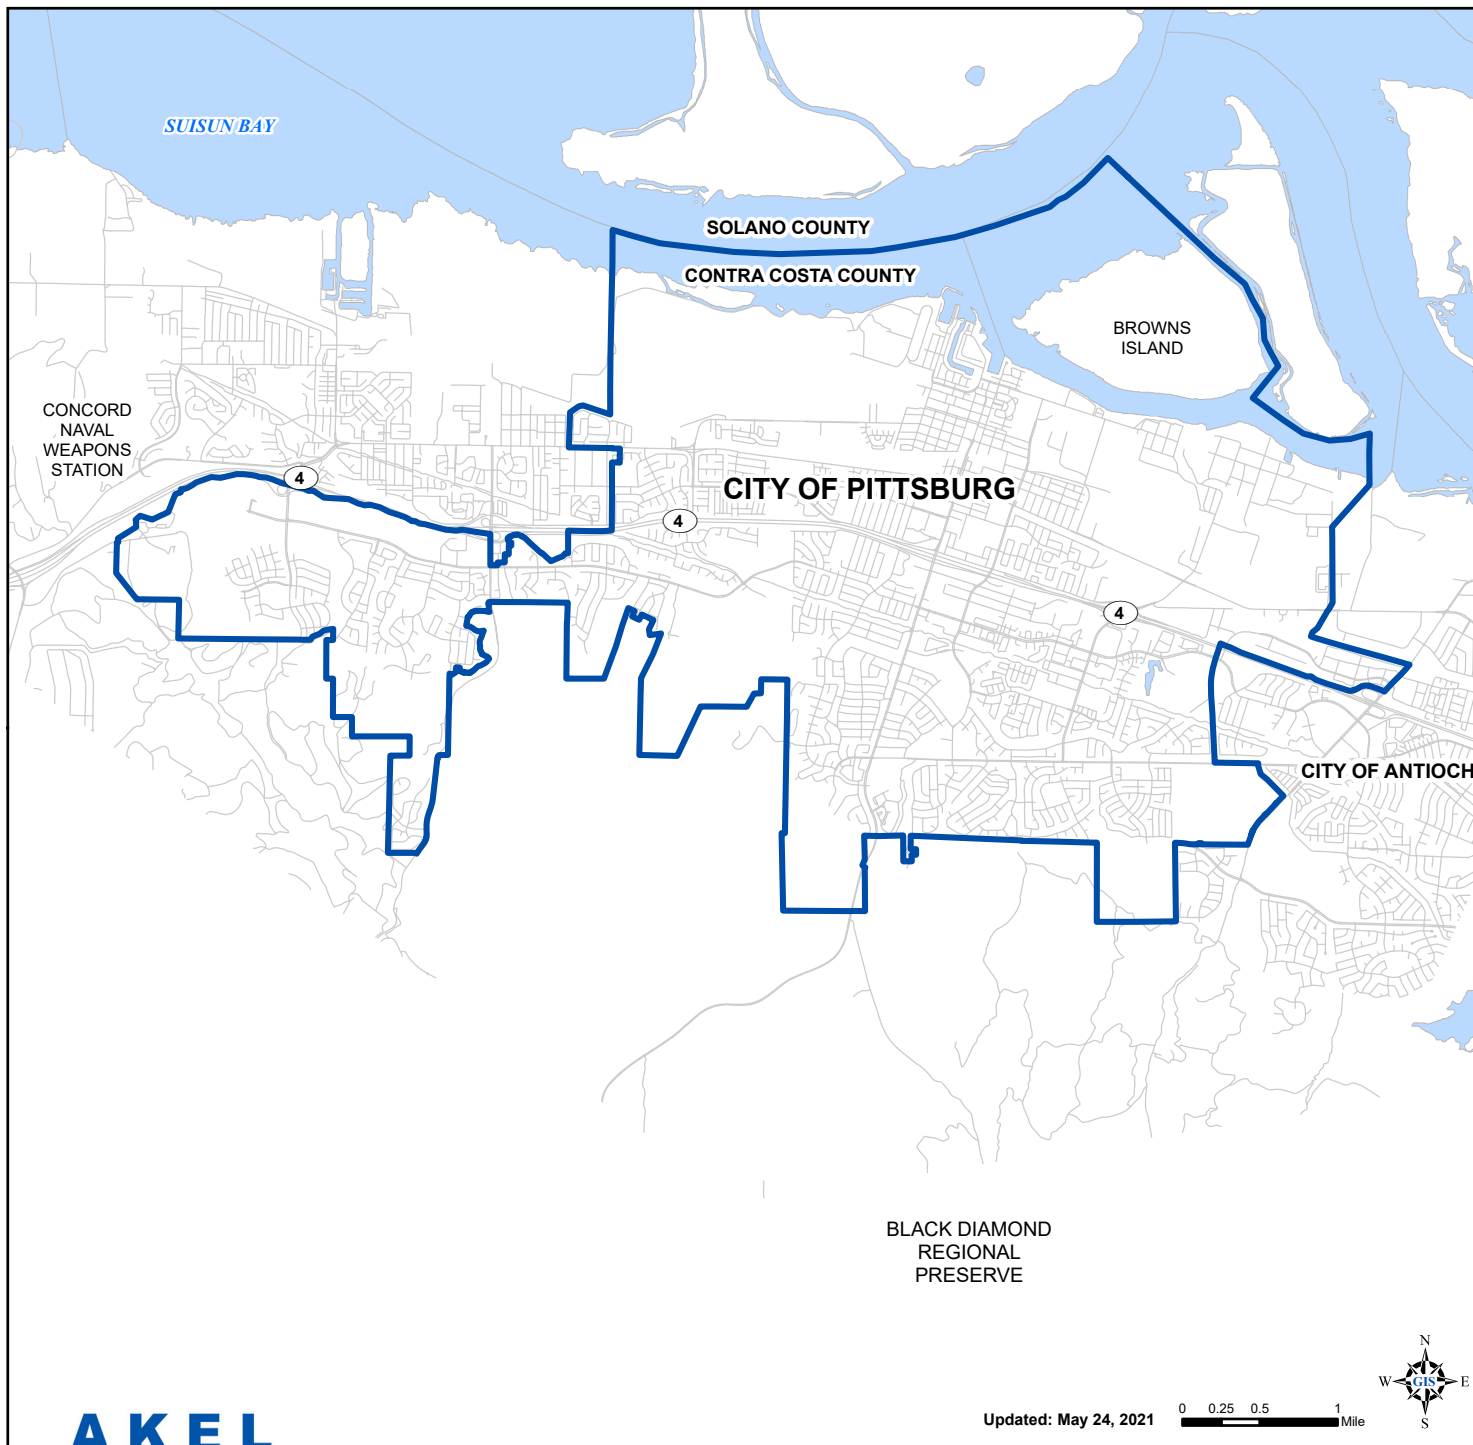 SUISUN BAY
SOLANO COUNTY
CONTRA COSTA COUNTY
BROWNS
ISLAND
CONCORD
NAVAL
WEAPONS
STATION
4
CITY OF PITTSBURG
4
4
CITY OF ANTIOCH
BLACK DIAMOND
REGIONAL
PRESERVE
N
W GIS E
S
Updated: May 24, 2021
0 0.25 0.5 1
Mile
AKEL